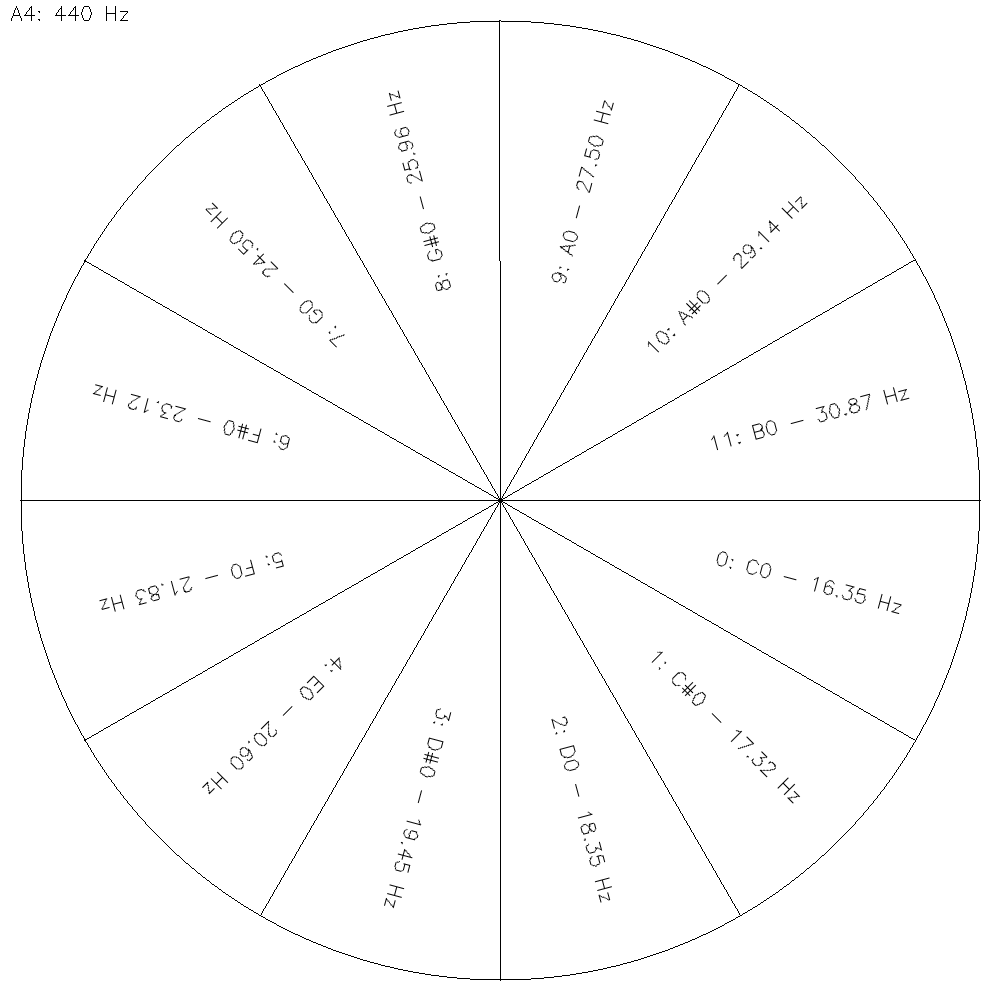 A4: 440 Hz
0: C0 - 16.35 Hz
1: C#0 - 17.32 Hz
2: D0 - 18.35 Hz
3: D#0 - 19.45 Hz
4: E0 - 20.60 Hz
5: F0 - 21.83 Hz
6: F#0 - 23.12 Hz
7: G0 - 24.50 Hz
8: G#0 - 25.96 Hz
9: A0 - 27.50 Hz
10: A#0 - 29.14 Hz
11: B0 - 30.87 Hz